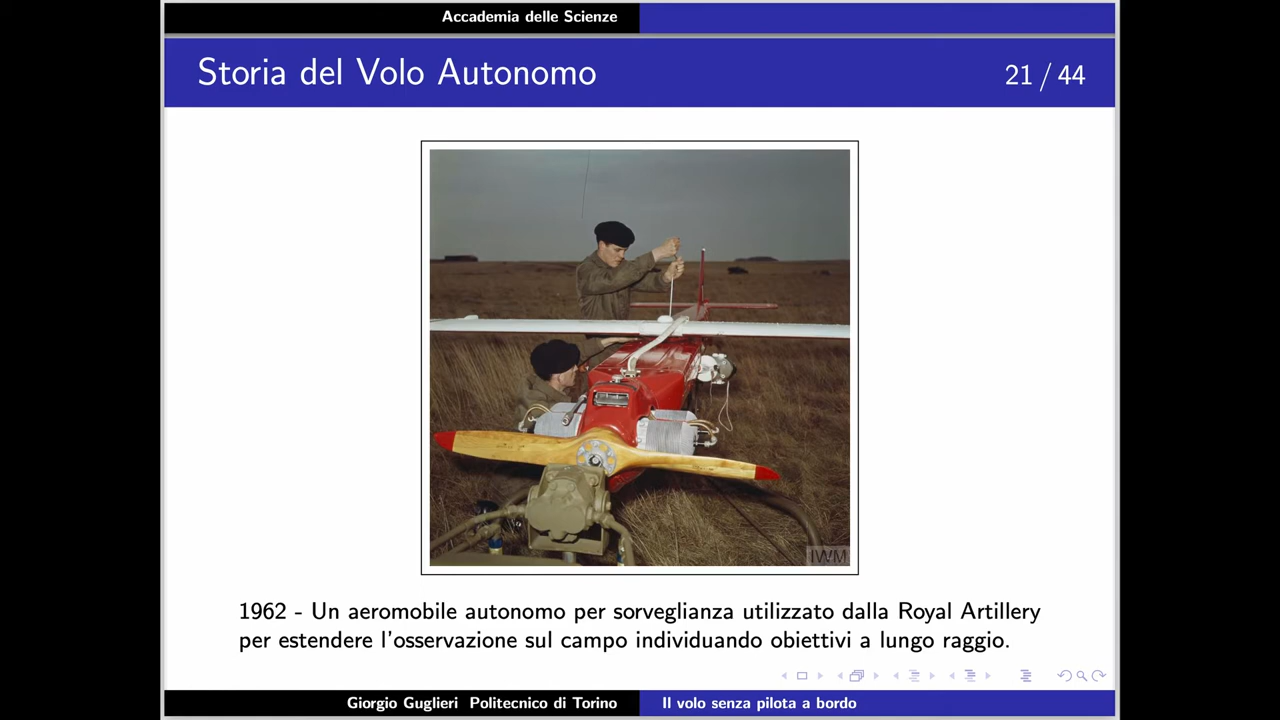 Accademia delle Scienze
Storia del Volo Autonomo
21 / 44
IWM
1962 - Un aeromobile autonomo per sorveglianza utilizzato dalla Royal Artillery
per estendere l'osservazione sul campo individuando obiettivi a lungo raggio.
Giorgio Guglieri Politecnico di Torino
Il volo senza pilota a bordo